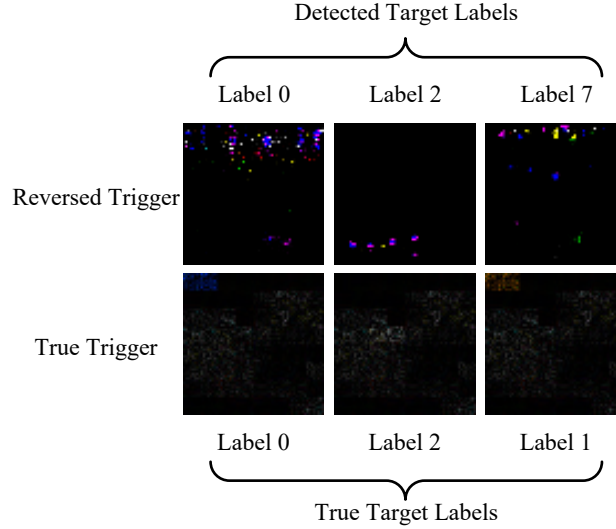 Detected Target Labels
Label 0 Label 2 Label 7
Reversed Trigger
True Trigger
Label 0 Label 2 Label 1
True Target Labels